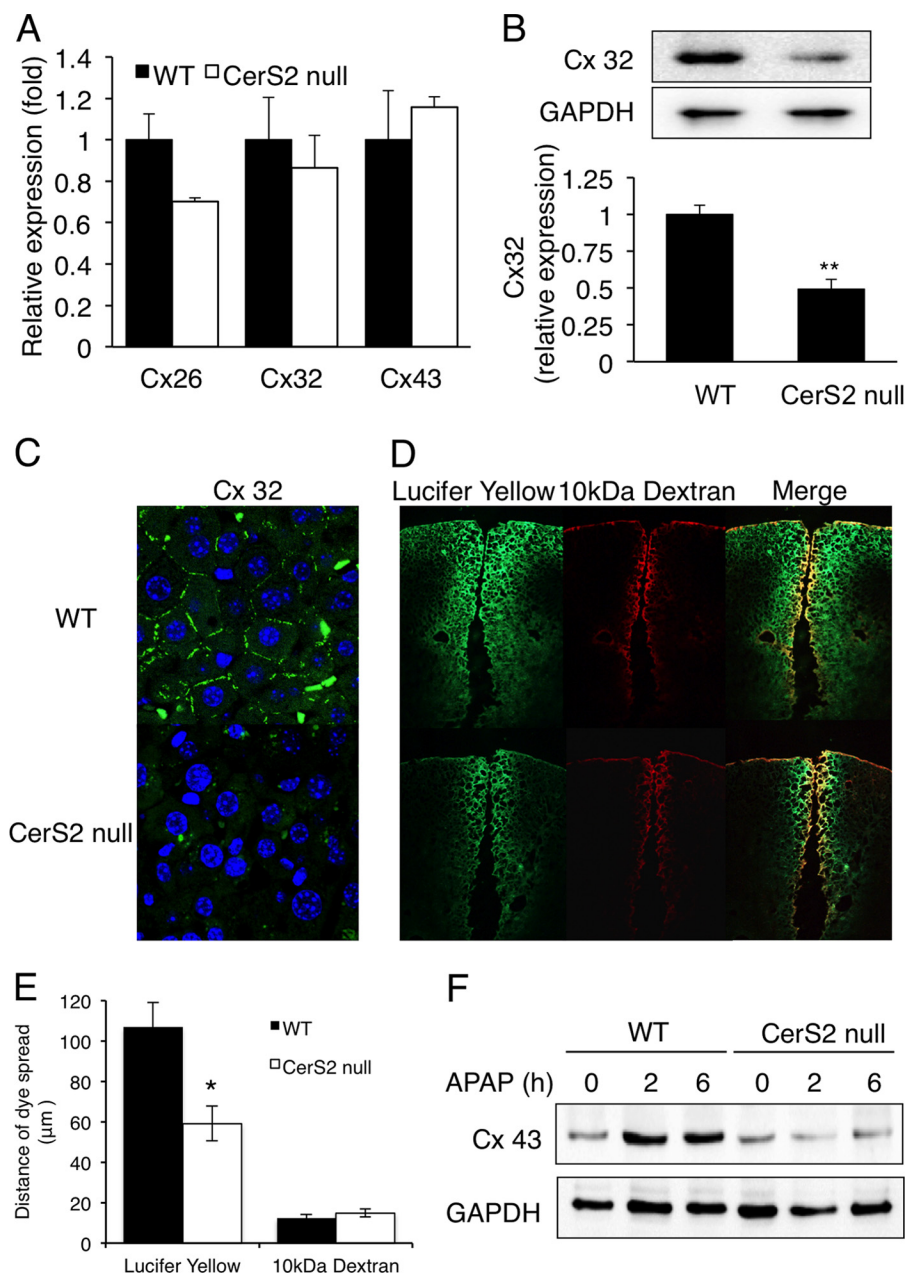 A
Relative expression (fold)
WT CerS2 null
1.4
1.2
1
0.8
0.6
0.4
0.2
0
Cx26 Cx32 Cx43
B
Cx 32
GAPDH
Cx32
(relative expression)
1.25
1
0.75
0.5
0.25
0
**
WT CerS2 null
C
Cx 32
WT
CerS2 null
D
Lucifer Yellow 10kDa Dextran Merge
E
Distance of dye spread
(µm)
120
100
80
60
40
20
0
WT
CerS2 null
*
Lucifer Yellow 10kDa Dextran
F
WT CerS2 null
APAP (h) 0 2 6 0 2 6
Cx 43
GAPDH